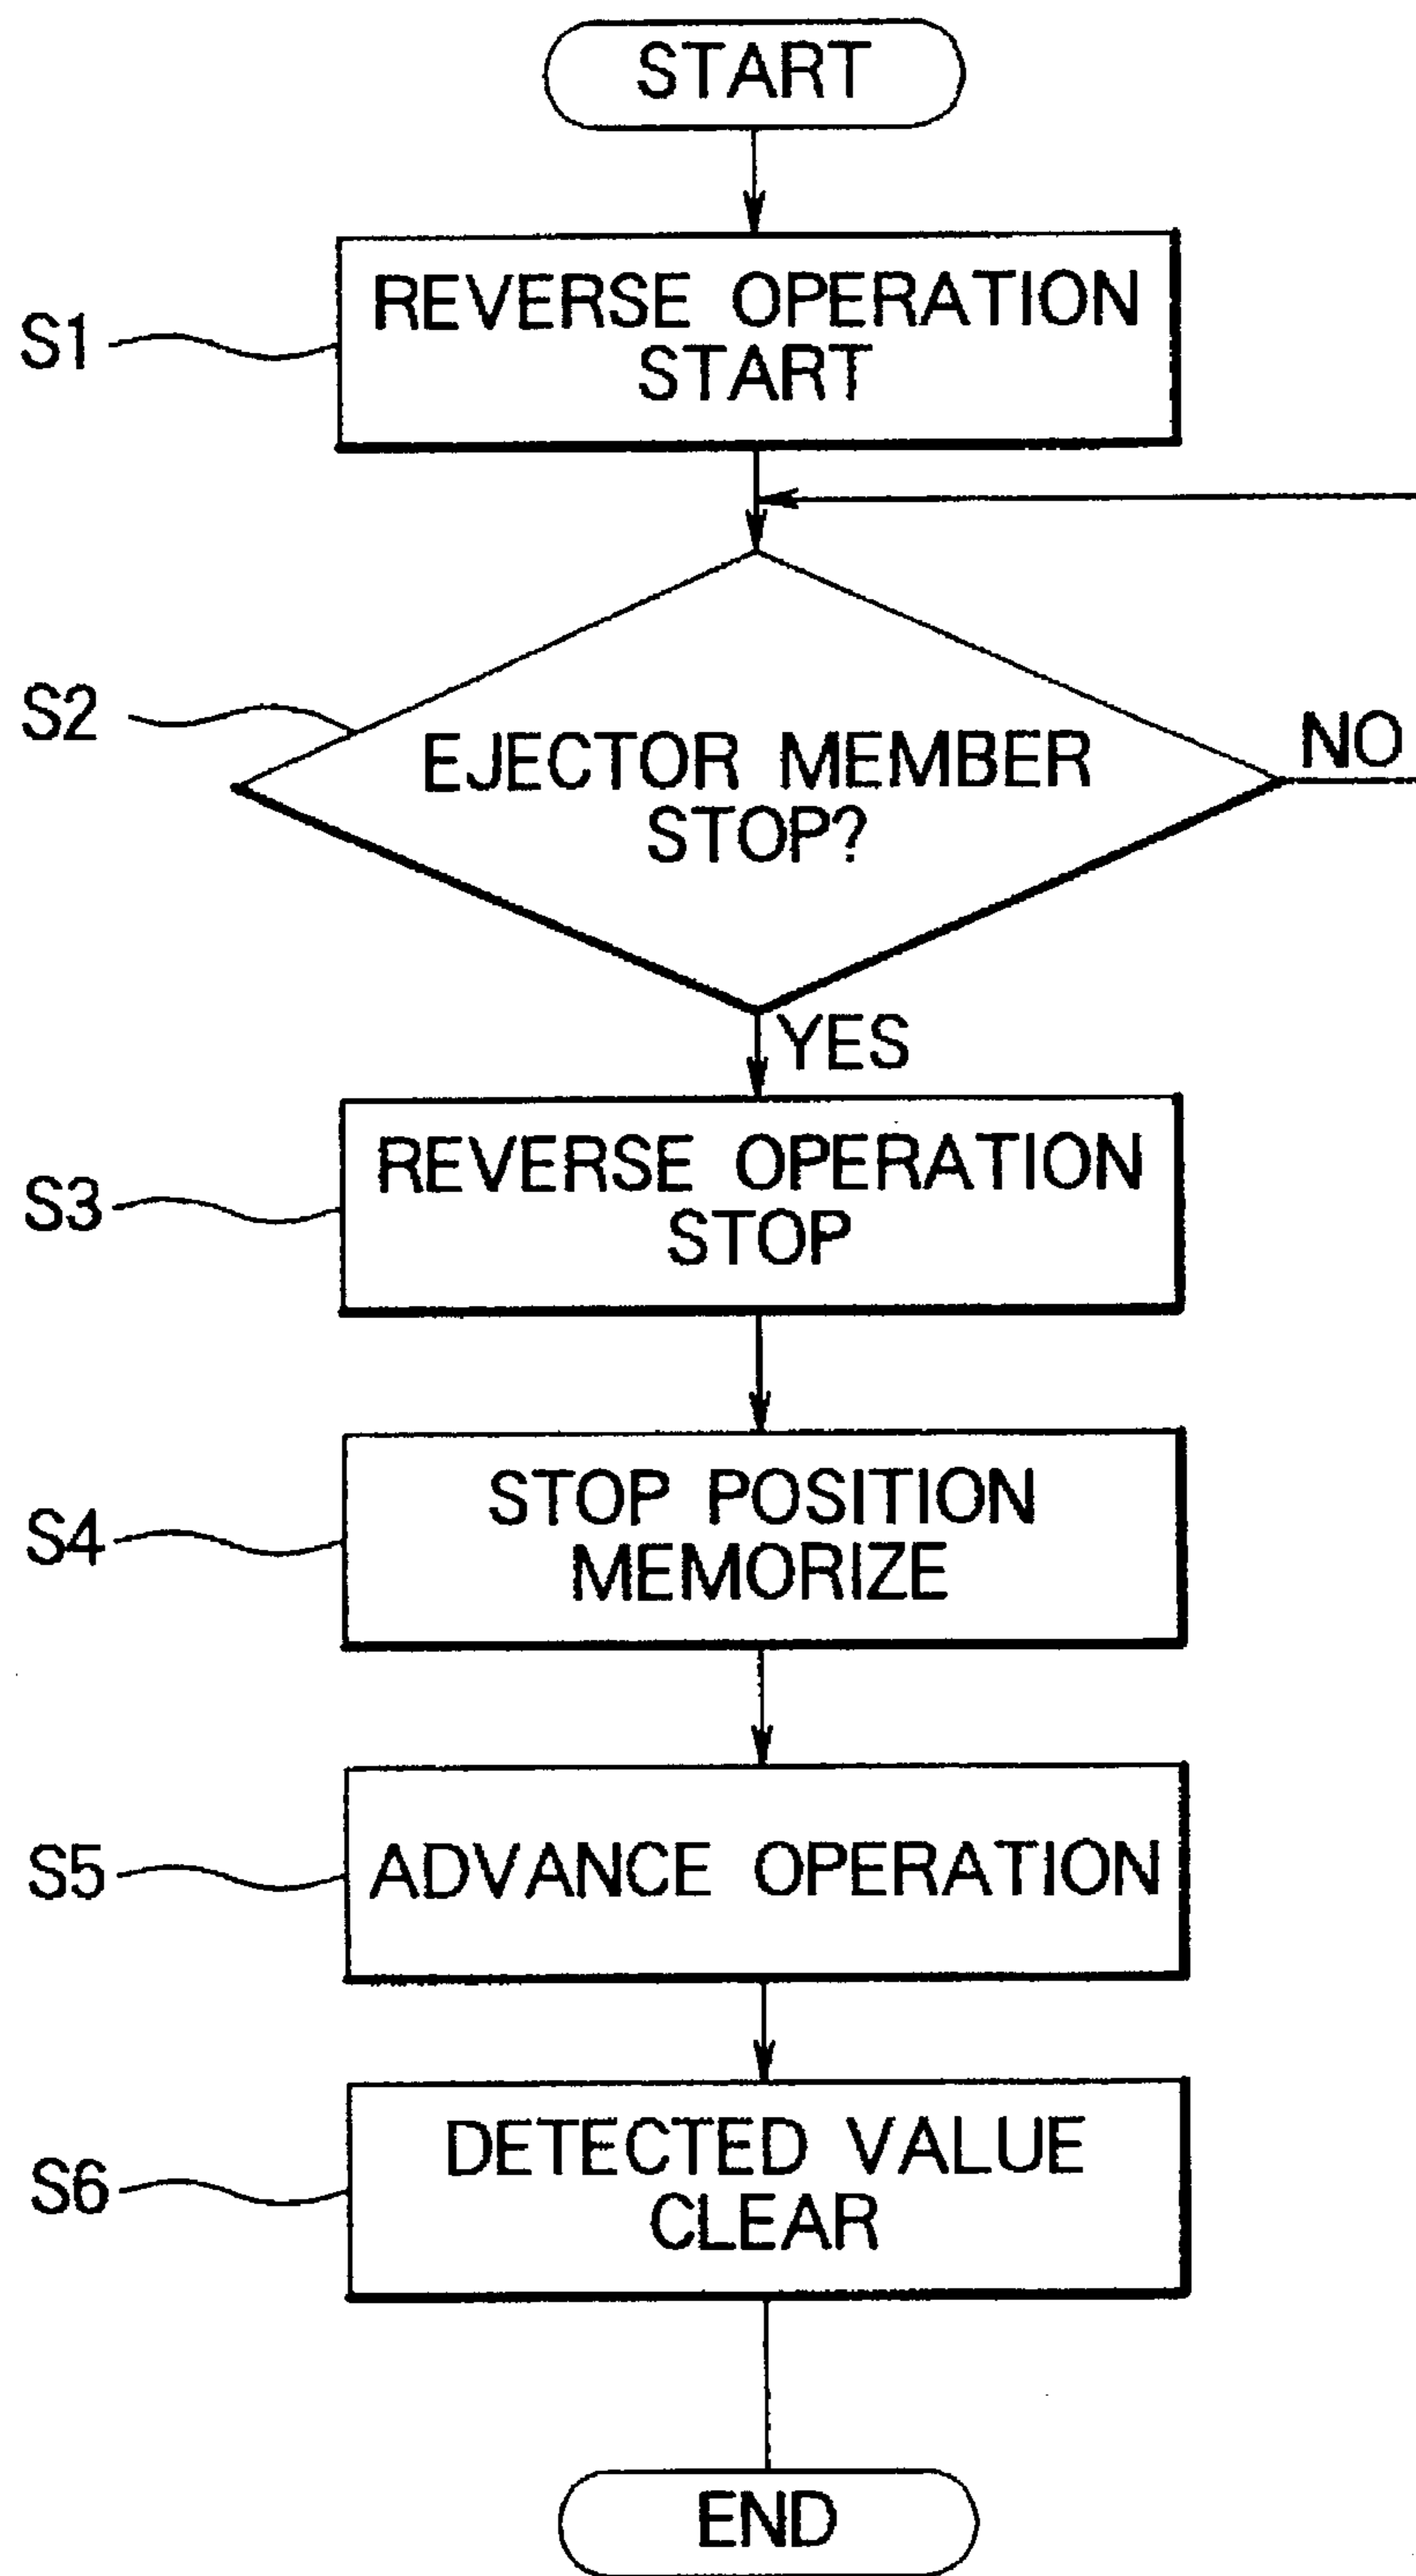 START
S1
REVERSE OPERATION
START
S2
EJECTOR MEMBER
STOP?
NO
YES
S3
REVERSE OPERATION
STOP
S4
STOP POSITION
MEMORIZE
S5
ADVANCE OPERATION
S6
DETECTED VALUE
CLEAR
END